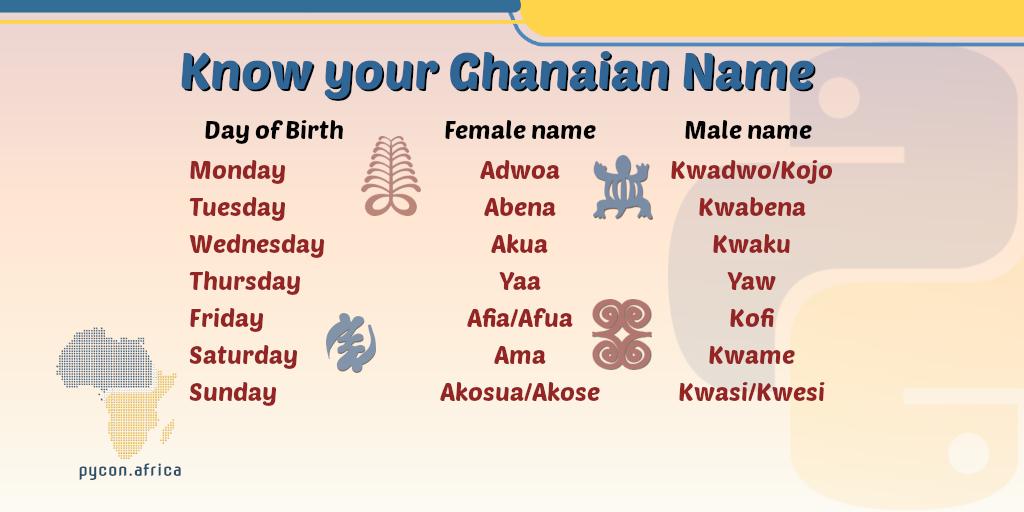 Know your Ghanaian Name
Day of Birth Female name Male name
Monday Adwoa Kwadwo/Kojo
Tuesday Abena Kwabena
Wednesday Akua Kwaku
Thursday Yaa Yaw
Friday Afia/Afua Kofi
Saturday Ama Kwame
Sunday Akosua/Akose Kwasi/Kwesi
pycon.africa